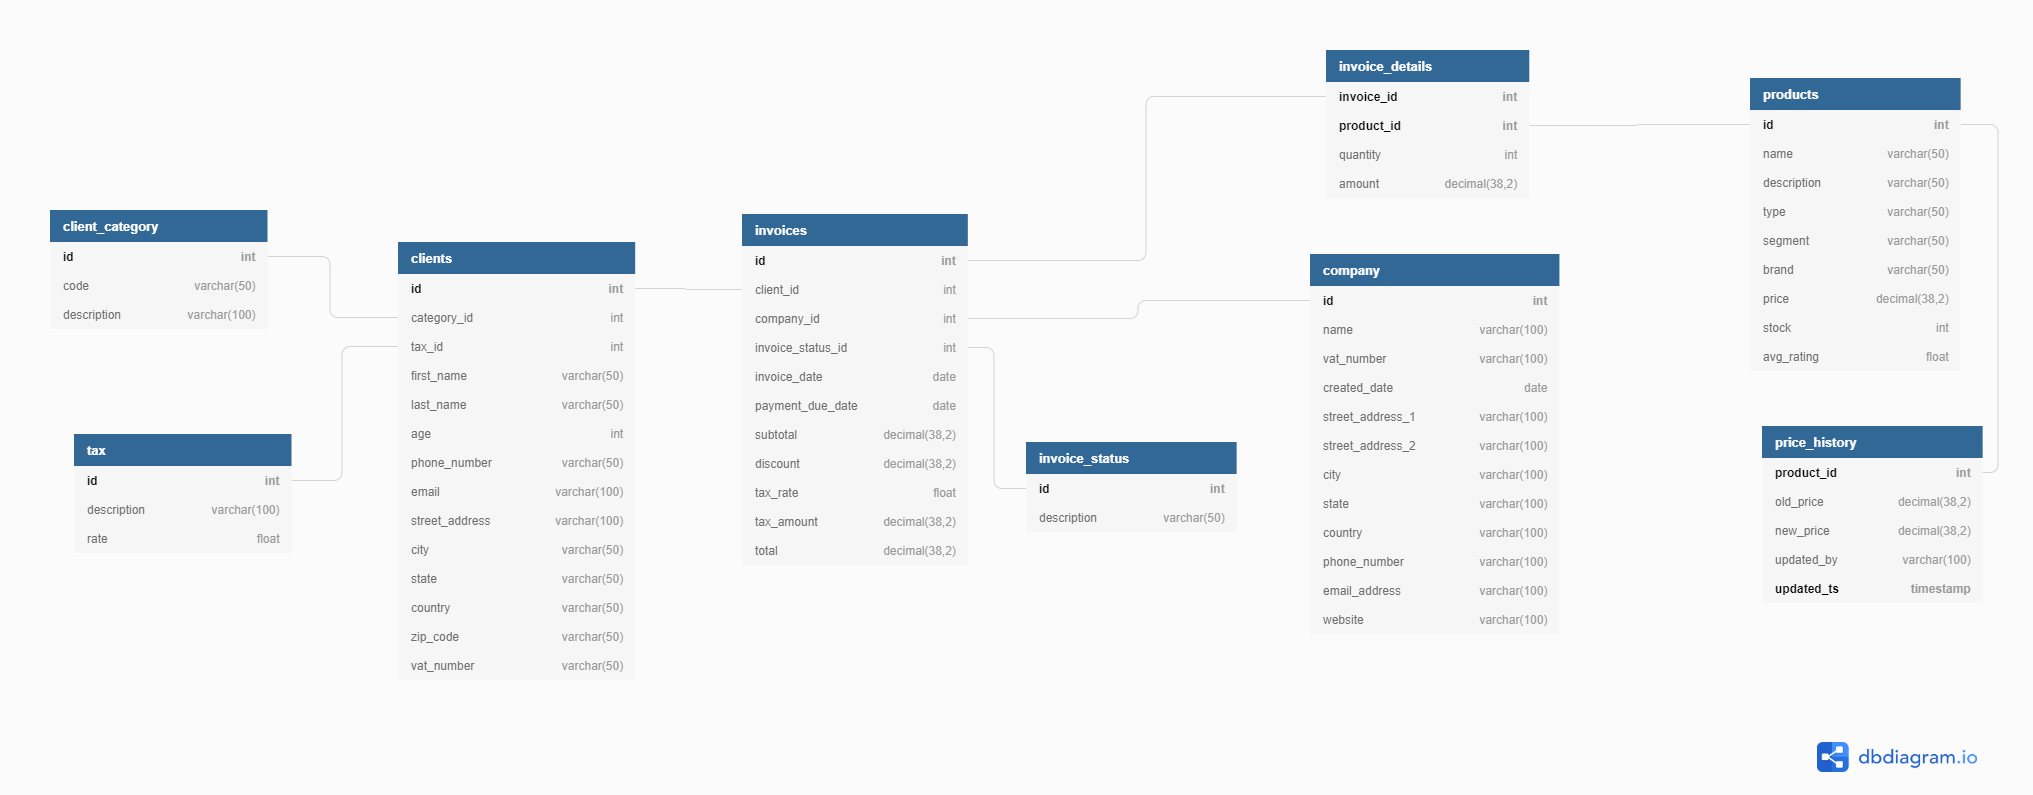 client_category
id int
code varchar(50)
description varchar(100)
tax
id int
description varchar(100)
rate float
clients
id int
category_id int
tax_id int
first_name varchar(50)
last_name varchar(50)
age int
phone_number varchar(50)
email varchar(100)
street_address varchar(100)
city varchar(50)
state varchar(50)
country varchar(50)
zip_code varchar(50)
vat_number varchar(50)
invoices
id int
client_id int
company_id int
invoice_status_id int
invoice_date date
payment_due_date date
subtotal decimal(38,2)
discount decimal(38,2)
tax_rate float
tax_amount decimal(38,2)
total decimal(38,2)
invoice_status
id int
description varchar(50)
invoice_details
invoice_id int
product_id int
quantity int
amount decimal(38,2)
company
id int
name varchar(100)
vat_number varchar(100)
created_date date
street_address_1 varchar(100)
street_address_2 varchar(100)
city varchar(100)
state varchar(100)
country varchar(100)
phone_number varchar(100)
email_address varchar(100)
website varchar(100)
products
id int
name varchar(50)
description varchar(50)
type varchar(50)
segment varchar(50)
brand varchar(50)
price decimal(38,2)
stock int
avg_rating float
price_history
product_id int
old_price decimal(38,2)
new_price decimal(38,2)
updated_by varchar(100)
updated_ts timestamp
dbdiagram.io